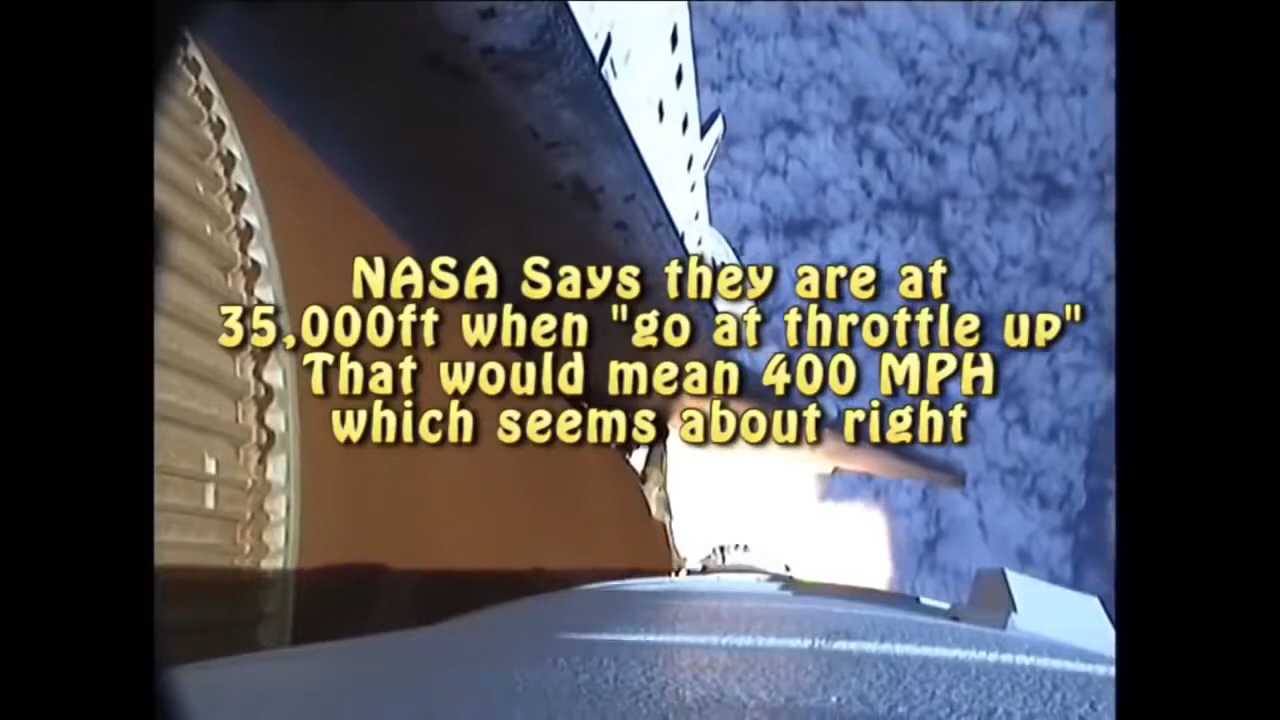 NASA Says they are at
35,000ft when "go at throttle up"
That would mean 400 MPH
which seems about right